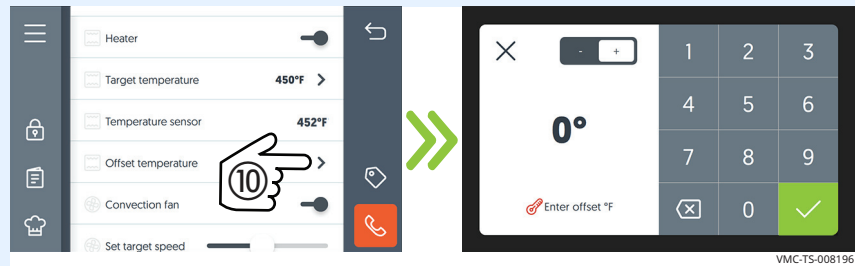 Heater
Target temperature 450°F
Temperature sensor 452°F
Offset temperature
10
Convection fan
Set target speed
- +
0°
Enter offset °F
1 2 3
4 5 6
7 8 9
0
VMC-TS-008196